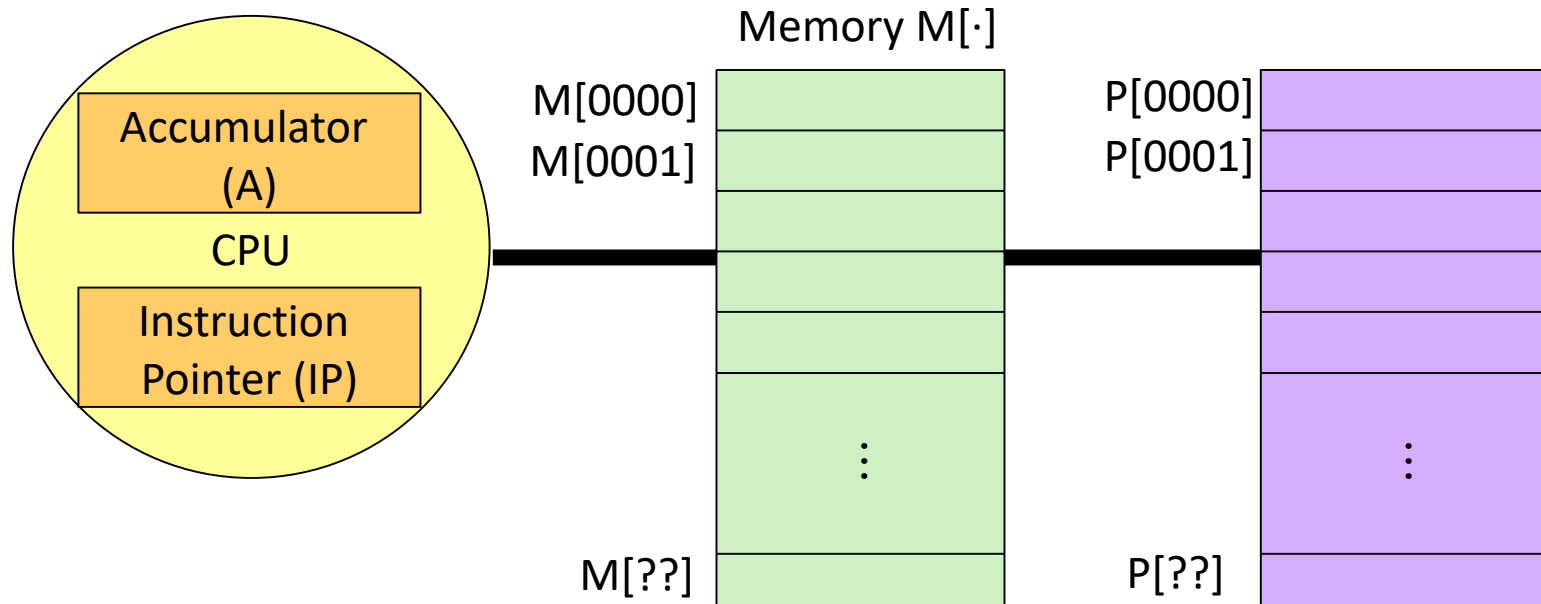 Memory M[·]
Accumulator
(A)
CPU
Instruction
Pointer (IP)
M[0000]
M[0001]
⋮
M[??]
P[0000]
P[0001]
⋮
P[??]